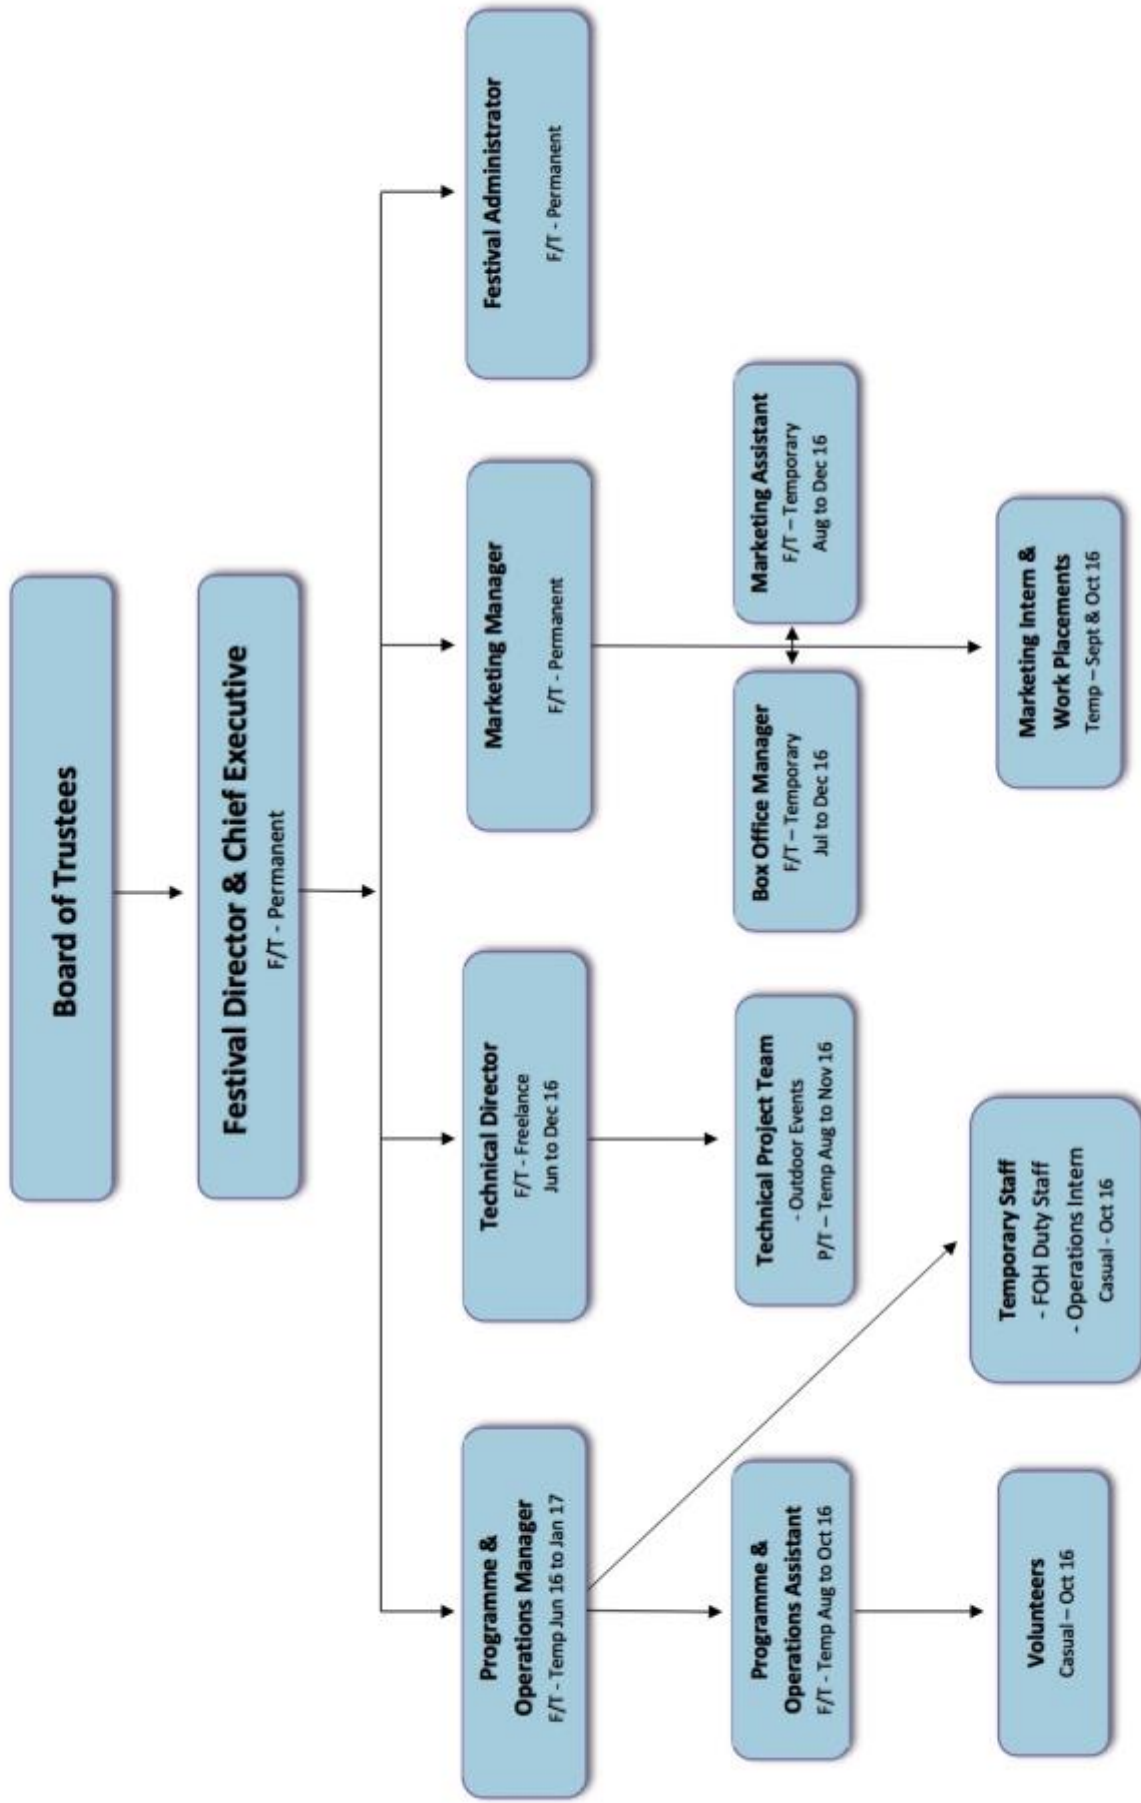 Board of Trustees
Festival Director & Chief Executive
F/T - Permanent
Programme &
Operations Manager
F/T - Temp Jun 16 to Jan 17
Technical Director
F/T - Freelance
Jun to Dec 16
Marketing Manager
F/T - Permanent
Festival Administrator
F/T - Permanent
Programme &
Operations Assistant
F/T - Temp Aug to Oct 16
Technical Project Team
- Outdoor Events
P/T – Temp Aug to Nov 16
Box Office Manager
F/T – Temporary
Jul to Dec 16
Marketing Assistant
F/T – Temporary
Aug to Dec 16
Volunteers
Casual – Oct 16
Temporary Staff
- FOH Duty Staff
- Operations Intern
Casual - Oct 16
Marketing Intern &
Work Placements
Temp – Sept & Oct 16